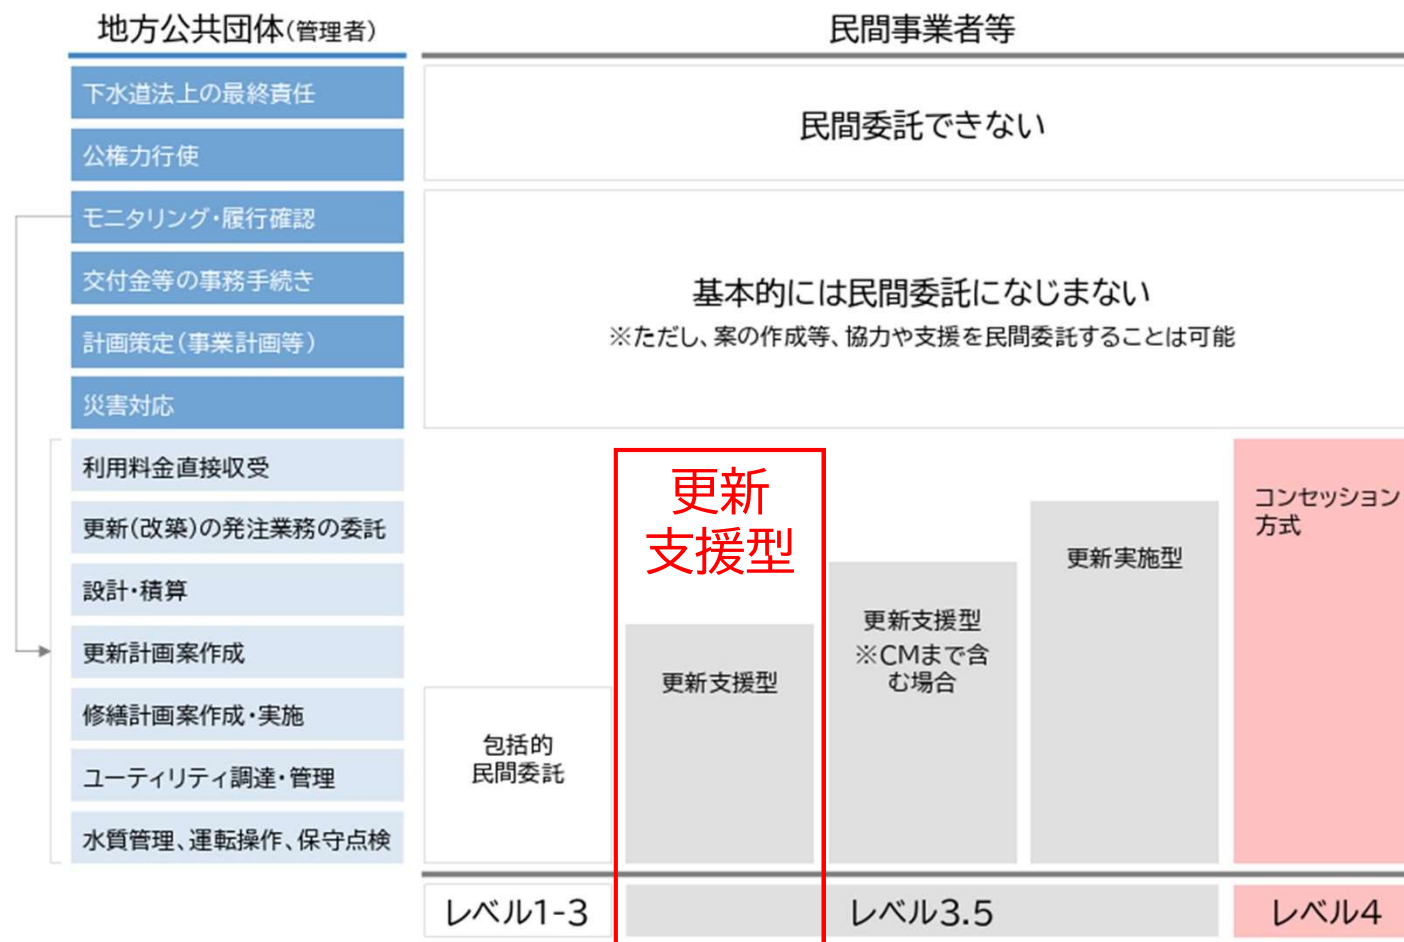 地方公共団体(管理者)
民間事業者等
下水道法上の最終責任
公権力行使
民間委託できない
モニタリング・履行確認
交付金等の事務手続き
計画策定(事業計画等)
災害対応
基本的には民間委託になじまない
※ただし、案の作成等、協力や支援を民間委託することは可能
利用料金直接収受
更新(改築)の発注業務の委託
設計・積算
更新計画案作成
修繕計画案作成・実施
ユーティリティ調達・管理
水質管理、運転操作、保守点検
包括的
民間委託
更新
支援型
更新支援型
更新支援型
※CMまで含
む場合
更新実施型
コンセッション
方式
レベル1-3
レベル3.5
レベル4